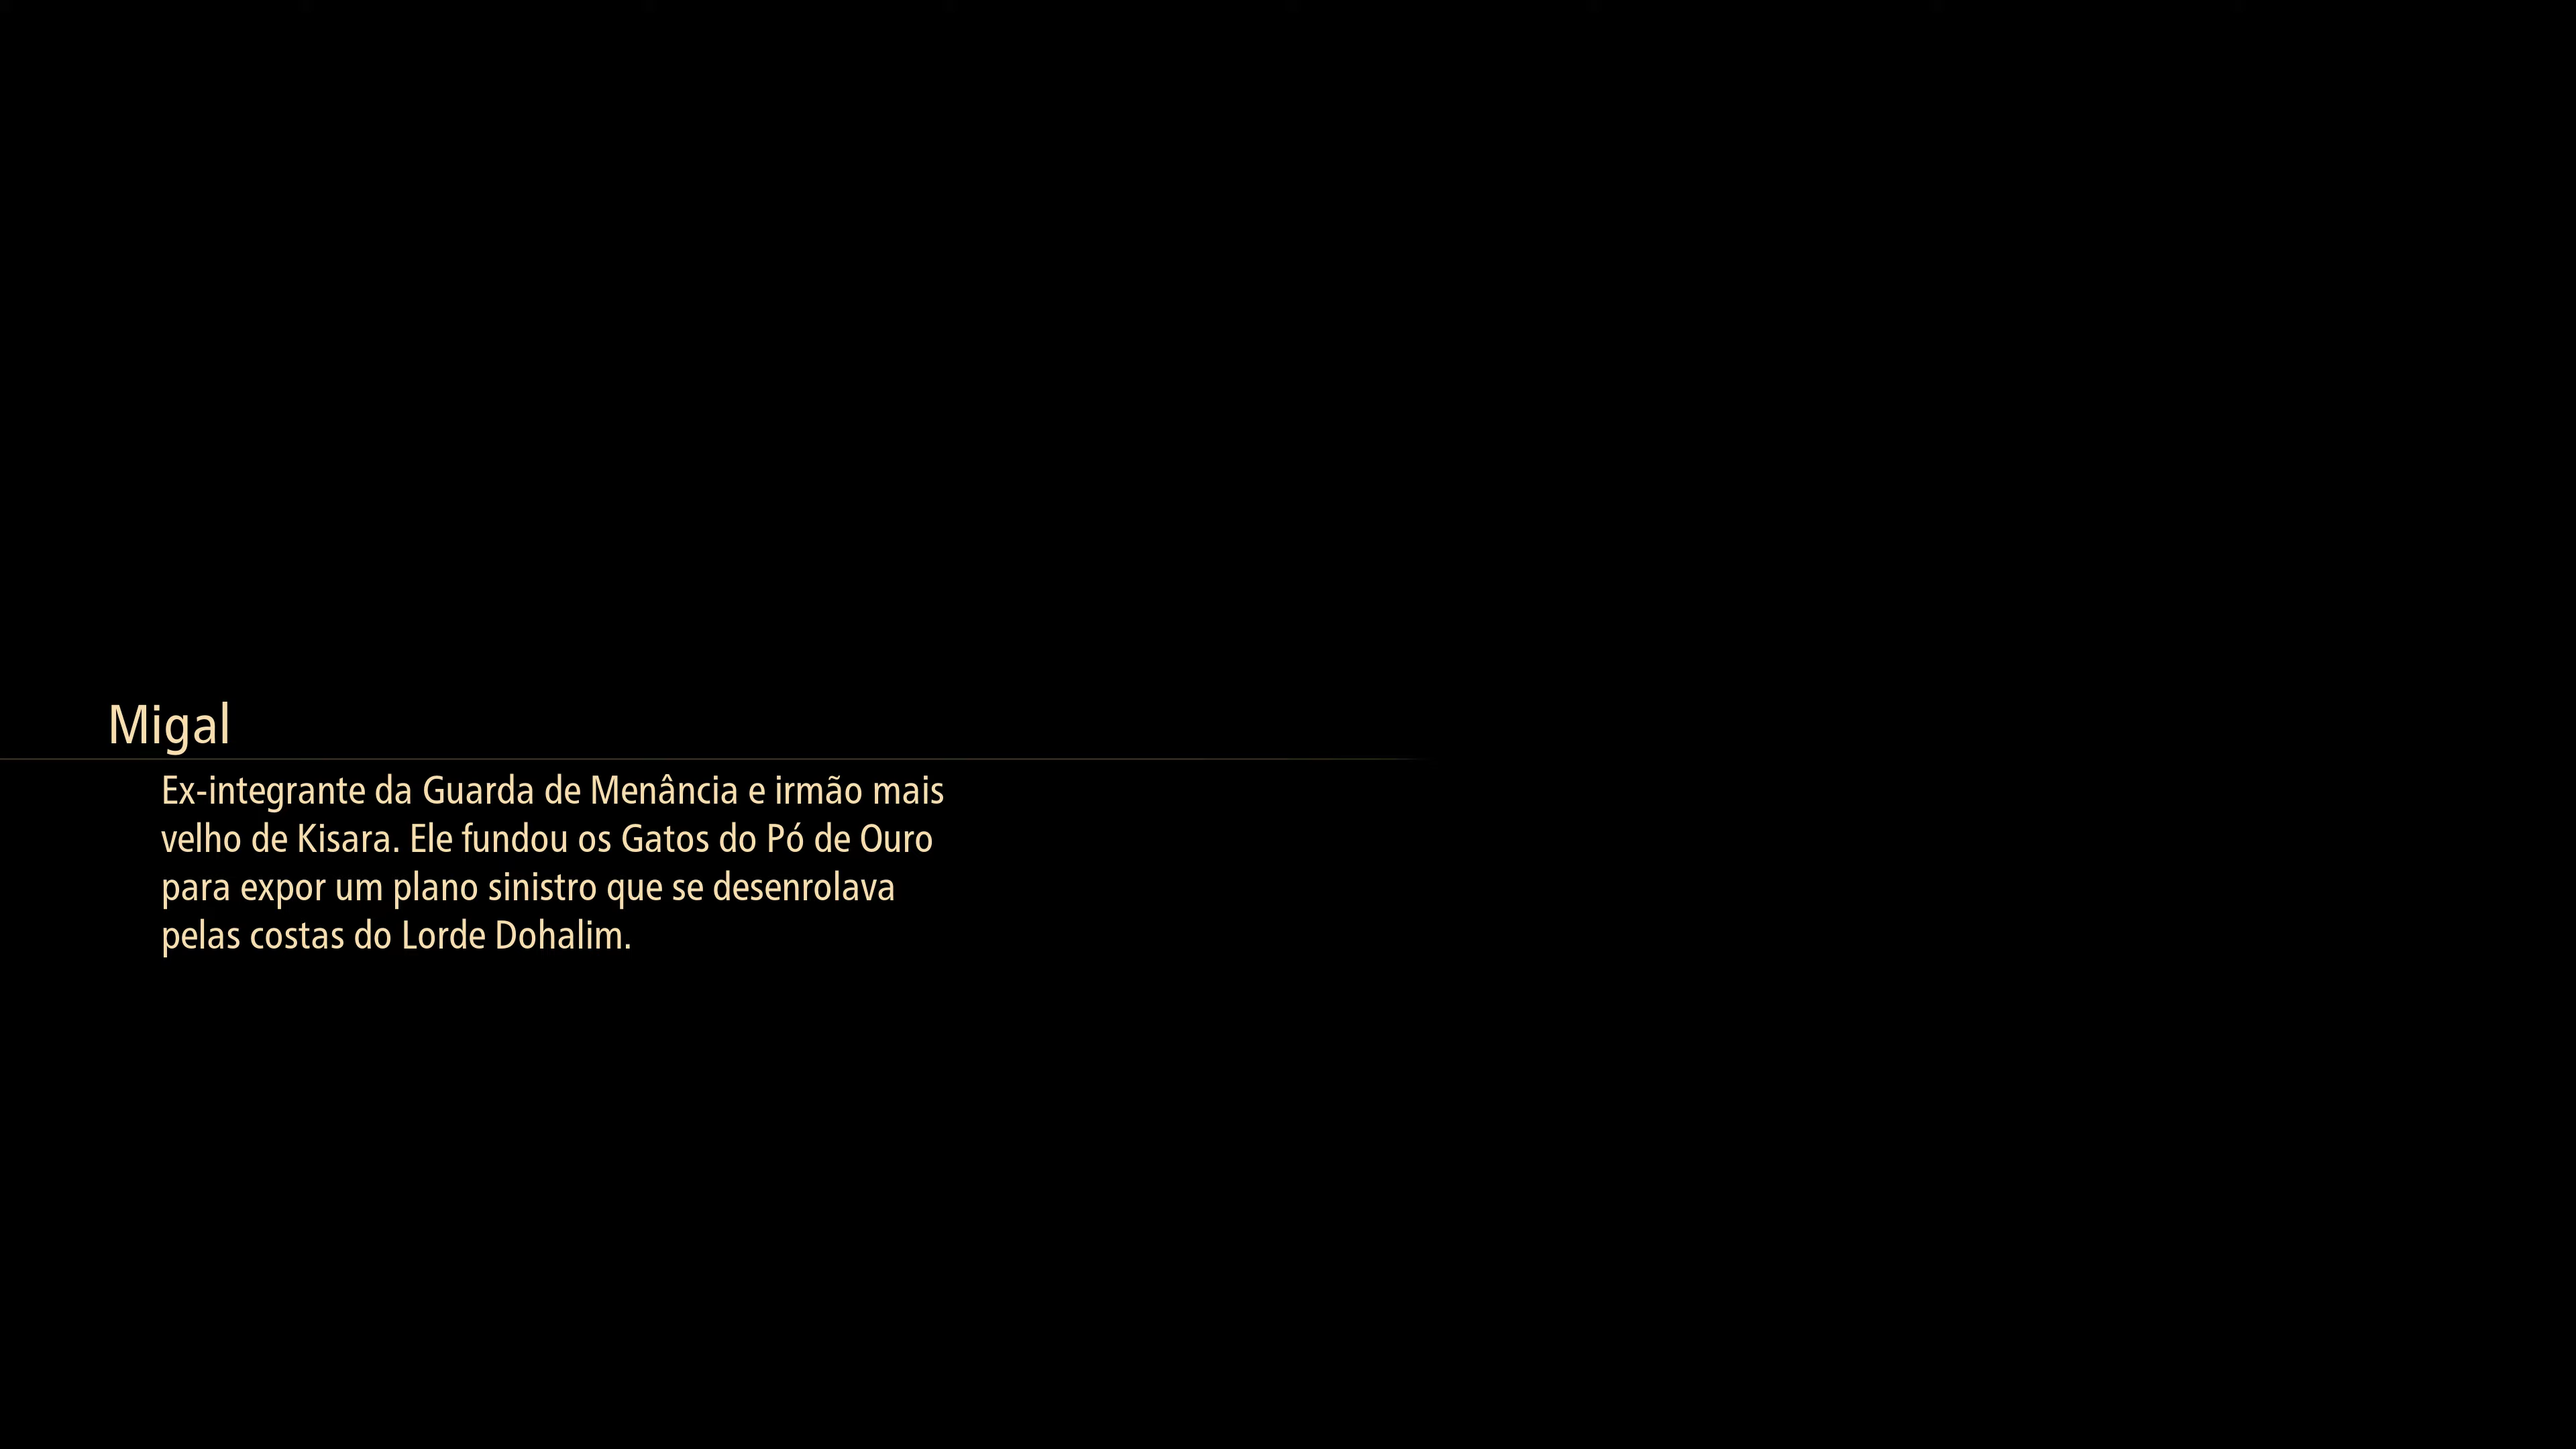 Migal
Ex-integrante da Guarda de Menância e irmão mais
velho de Kisara. Ele fundou os Gatos do Pó de Ouro
para expor um plano sinistro que se desenrolava
pelas costas do Lorde Dohalim.